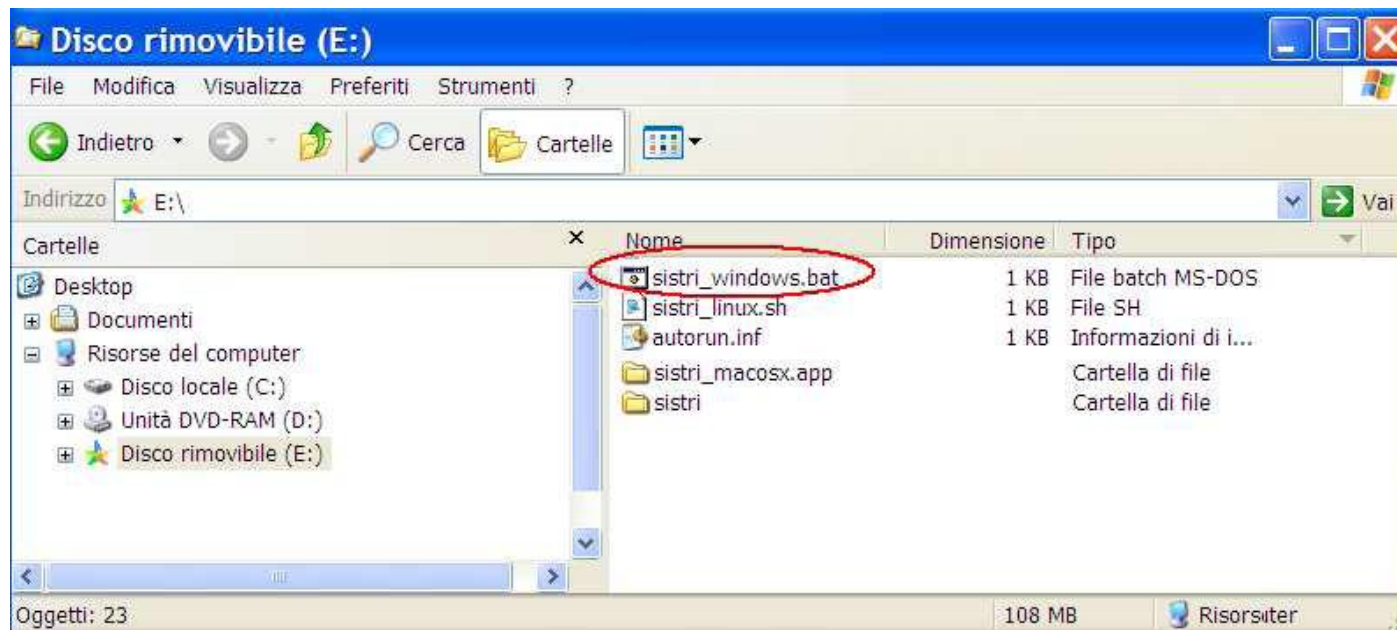 Disco rimovibile (E:)
File Modifica Visualizza Preferiti Strumenti ?
Indietro Cerca Cartelle
Indirizzo E:\ Vai
Cartelle Nome Dimensione Tipo
Desktop
Documenti
Risorse del computer
Disco locale (C:)
Unità DVD-RAM (D:)
Disco rimovibile (E:)
sistri_windows.bat 1 KB File batch MS-DOS
sistri_linux.sh 1 KB File SH
autorun.inf 1 KB Informazioni di i...
sistri_macosx.app Cartella di file
sistri Cartella di file
Oggetti: 23 108 MB